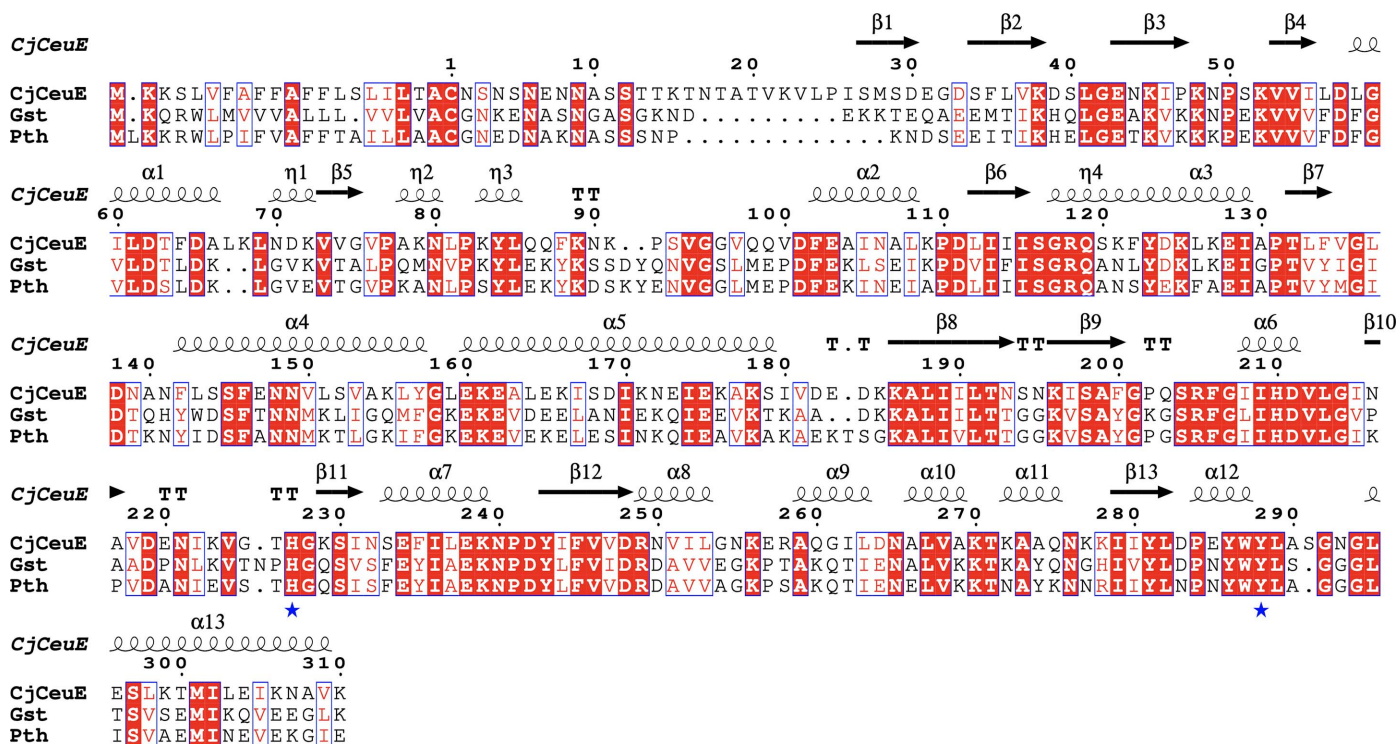 β1 β2 β3 β4
CjCeuE
1 10 20 30 40 50
CjCeuE M.KKSLVFAFFAFFLSLILTACNSNSNENNASSTTKTNTATVKVLPISMSDEGDSFLVKDSLGENKIPKNPSKVVILDLG
Gst M.KQRWLMVVVALLL.VVLVACGNKENASNGASGKND..........EKKTEQAEEMTIKHQLGEAKVKKNPEKVVVFDFG
Pth MLKKRWLPIFVAFFTAILLAACGNEDNAKNASSNP.............KNDSEEITIKHELGETKVKKNPEKVVVFDFG
α1 η1 β5 η2 η3 α2 β6 η4 α3 β7
CjCeuE TT
60 70 80 90 100 110 120 130
CjCeuE ILDTFDALKLNDKVVGVPAKNLPKYLQQFKNK..PSVGGVQQVDFEAINALKPDLIIISGRQSKFYDKLKEIAPTLFVGL
Gst VLDTLDK..LGVKVTALPQMNVPKYLEKYKSSDYQNVGSLMEPDFEKLSEIKPDVIFISGRQANLYDKLKEIGPTVYIGI
Pth VLDSLDK..LGVEVTGVPKANLPSYLEKYKDSKYENVGGLMEPDFEKINEIAPDLIIISGRQANSYEKFAEIAPTVYMGI
α4 α5 β8 β9 α6 β10
CjCeuE T.T TT TT
140 150 160 170 180 190 200 210
CjCeuE DNANFLSSFENNVLSVAKLYGLEKEALEKISDIKNEIEKAKSIVDE.DKKALIILTNSNKISAFGPQSRFGIIHDVLGIN
Gst DTQHYWDSFTNNMKLIGQMFGKEKEVDEELANIEKQIEEVKTKAA..DKKALIILTTGGKVSAYGKGSRFGLIHDVLGVP
Pth DTKNYIDSFANNMKTLGKIFGKEKEVEKELESINKQIEAVKAKAEKTSGKALIVLTTGGKVSAYGPGSRFGIIHDVLGIK
β11 α7 β12 α8 α9 α10 α11 β13 α12
CjCeuE TT TT
220 230 240 250 260 270 280 290
CjCeuE AVDENIKVG.THGKSINSEFILEKNPDYIFVVDRNVILGNKERAQGILDNALVAKTKAAQNKKIIYLDPEYWYLASGNGL
Gst AADPNLKVTNPHGQSVSFEYIAEKNPDYLFVIDRDAVVEGKPTAKQTIENALVKKTKAYQNGHIVYLDPNYWYLS.GGGL
Pth PVDANIEVS.THGQSISFEYIAEKNPDYLFVVDRDAVVAGKPSAKQTIENELVKKTNAYKNNRIIYLNPNYWYLA.GGGL
α13
CjCeuE
300 310
CjCeuE ESLKTMILEIKNAVK
Gst TSVSEMIKQVEEGLK
Pth ISVAEMINEVEKGIE